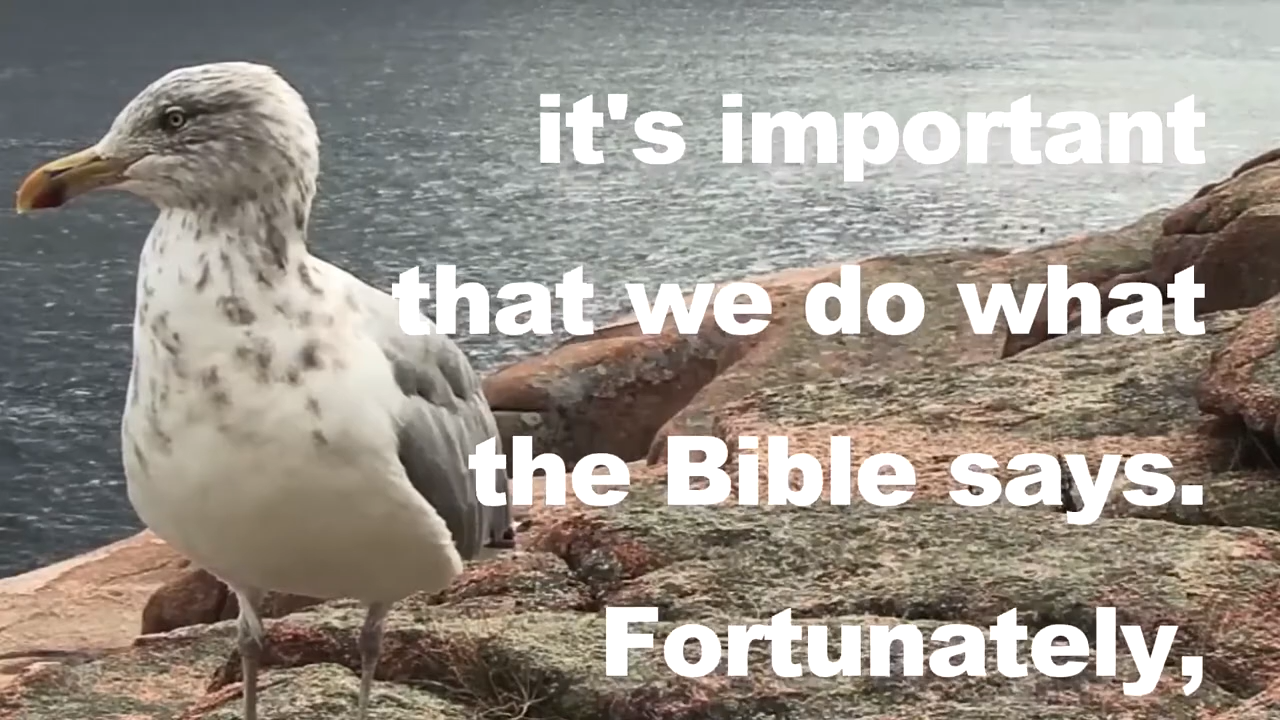 it's important
that we do what
the Bible says.
Fortunately,